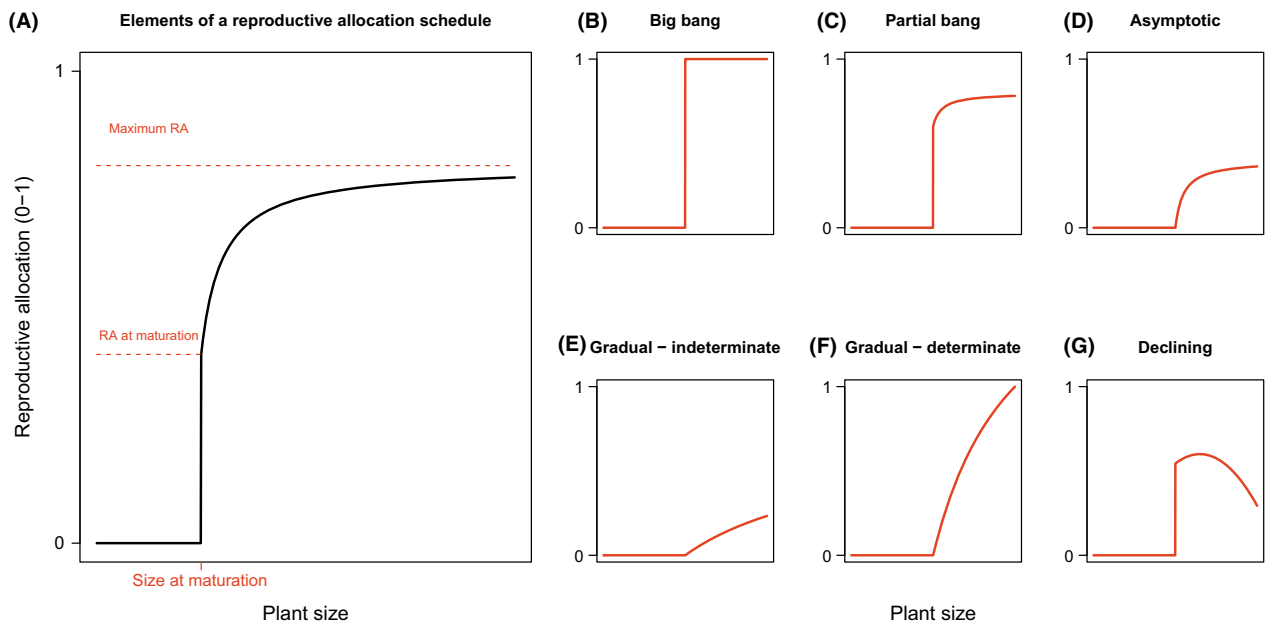 (A)
Elements of a reproductive allocation schedule
1
Maximum RA
RA at maturation
0
Reproductive allocation (0−1)
Size at maturation
Plant size
(B)
Big bang
1
0
(C)
Partial bang
1
0
(D)
Asymptotic
1
0
(E)
Gradual − indeterminate
1
0
(F)
Gradual − determinate
1
0
(G)
Declining
1
0
Plant size